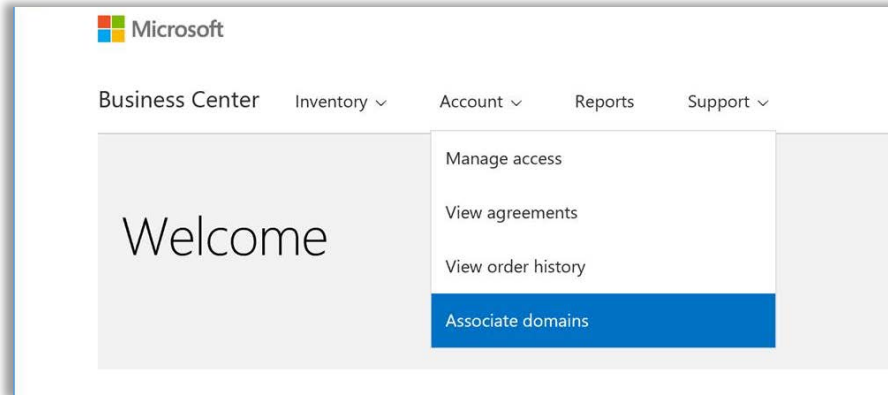 Microsoft
Business Center Inventory Account Reports Support
Manage access
View agreements
Welcome
View order history
Associate domains